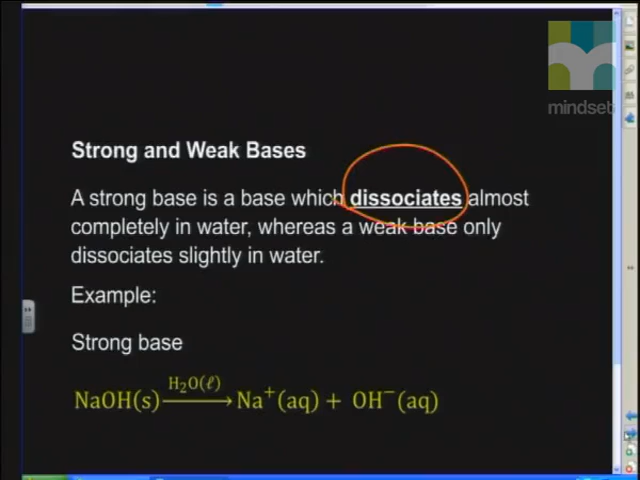 mindset
Strong and Weak Bases
A strong base is a base which dissociates almost
completely in water, whereas a weak base only
dissociates slightly in water.
Example:
Strong base
NaOH(s) —H₂O(ℓ)→ Na⁺(aq) + OH⁻(aq)